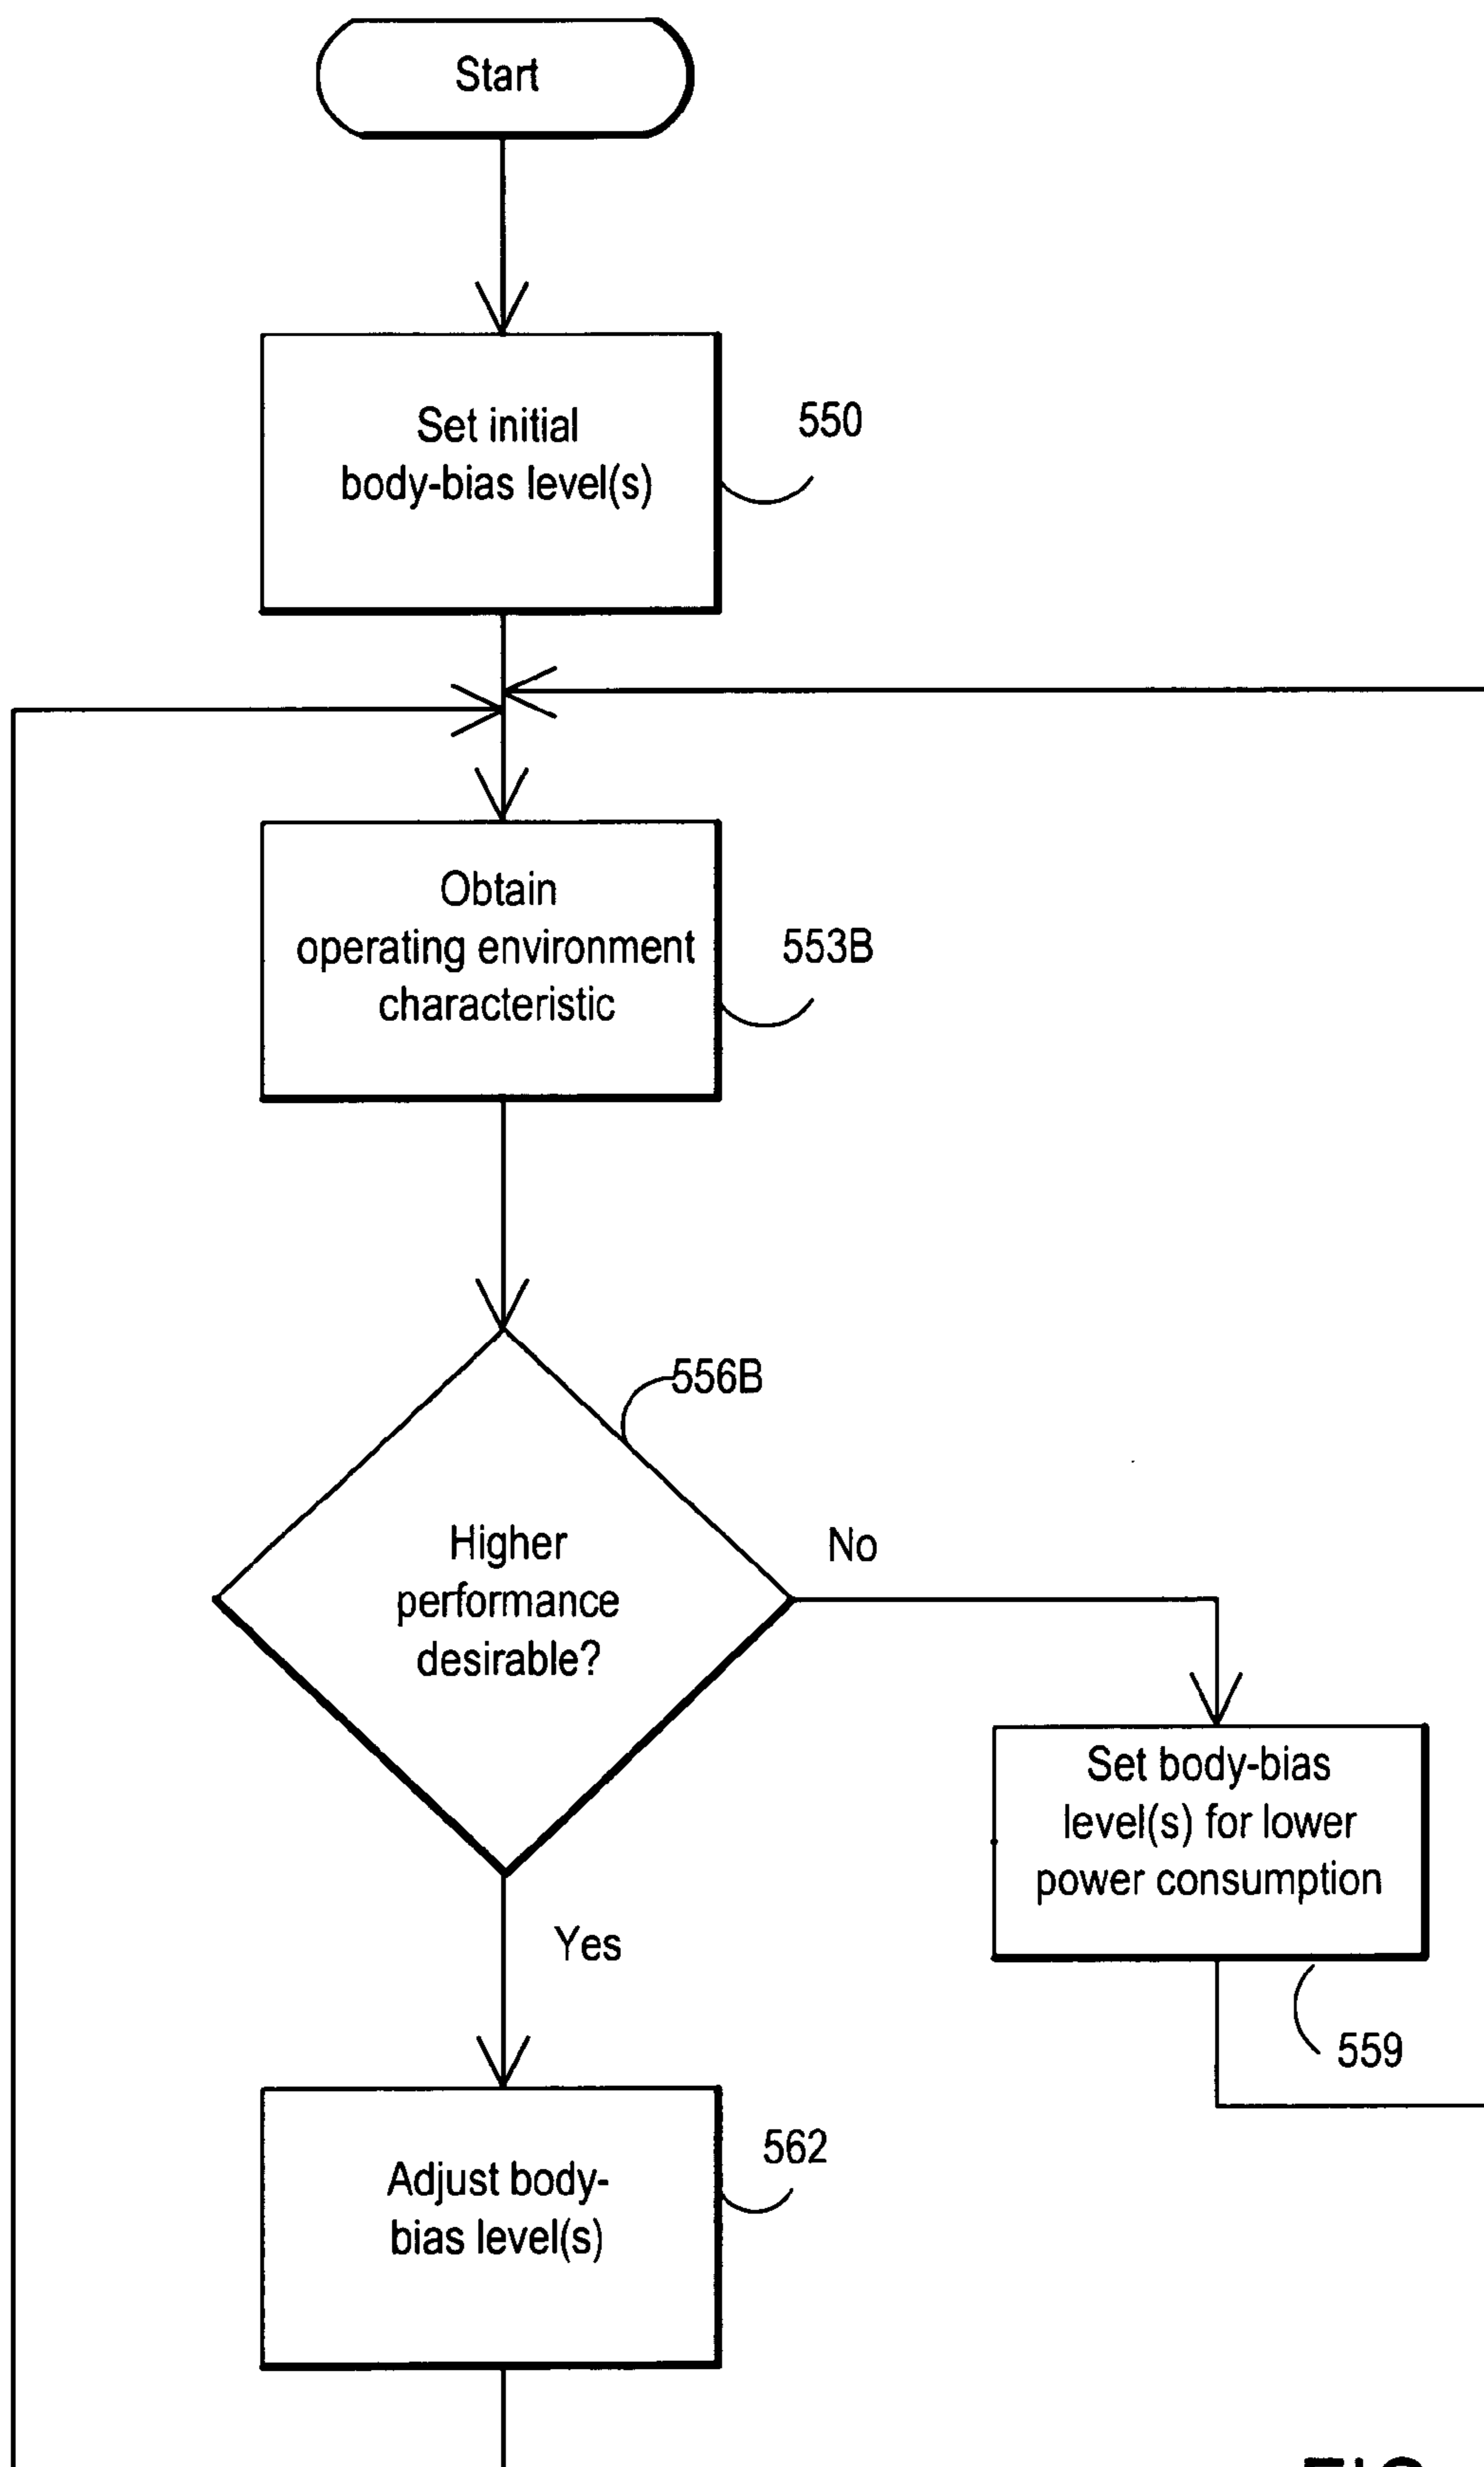 Start
Set initial
body-bias level(s)
550
Obtain
operating environment
characteristic
553B
556B
Higher
performance
desirable?
No
Yes
Set body-bias
level(s) for lower
power consumption
559
Adjust body-
bias level(s)
562